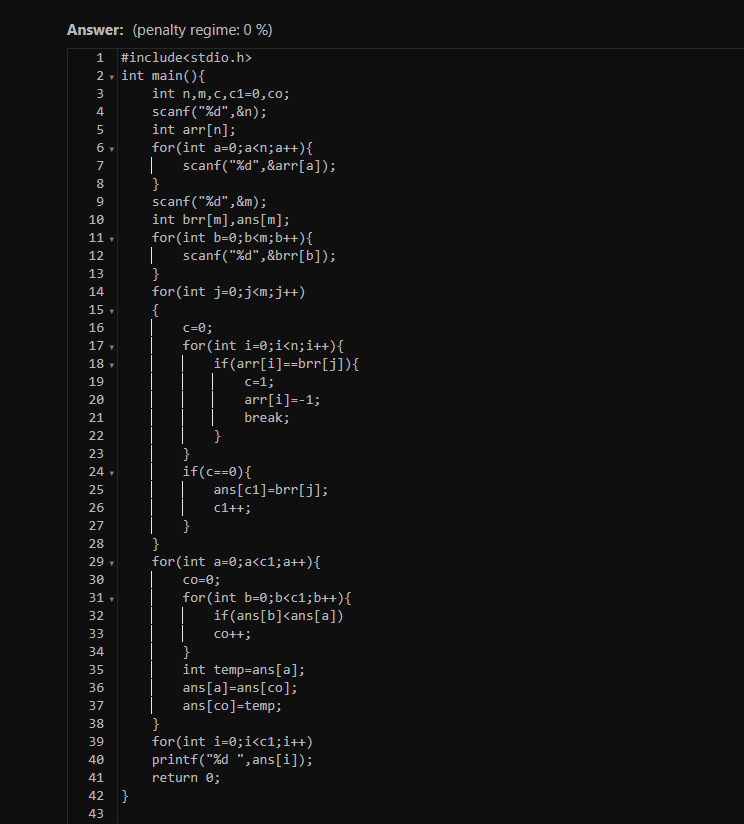 Answer: (penalty regime: 0 %)
1 #include<stdio.h>
2 int main(){
3     int n,m,c,c1=0,co;
4     scanf("%d",&n);
5     int arr[n];
6     for(int a=0;a<n;a++){
7         scanf("%d",&arr[a]);
8     }
9     scanf("%d",&m);
10     int brr[m],ans[m];
11     for(int b=0;b<m;b++){
12         scanf("%d",&brr[b]);
13     }
14     for(int j=0;j<m;j++)
15     {
16         c=0;
17         for(int i=0;i<n;i++){
18             if(arr[i]==brr[j]){
19                 c=1;
20                 arr[i]=-1;
21                 break;
22             }
23         }
24         if(c==0){
25             ans[c1]=brr[j];
26             c1++;
27         }
28     }
29     for(int a=0;a<c1;a++){
30         co=0;
31         for(int b=0;b<c1;b++){
32             if(ans[b]<ans[a])
33             co++;
34         }
35         int temp=ans[a];
36         ans[a]=ans[co];
37         ans[co]=temp;
38     }
39     for(int i=0;i<c1;i++)
40     printf("%d ",ans[i]);
41     return 0;
42 }
43